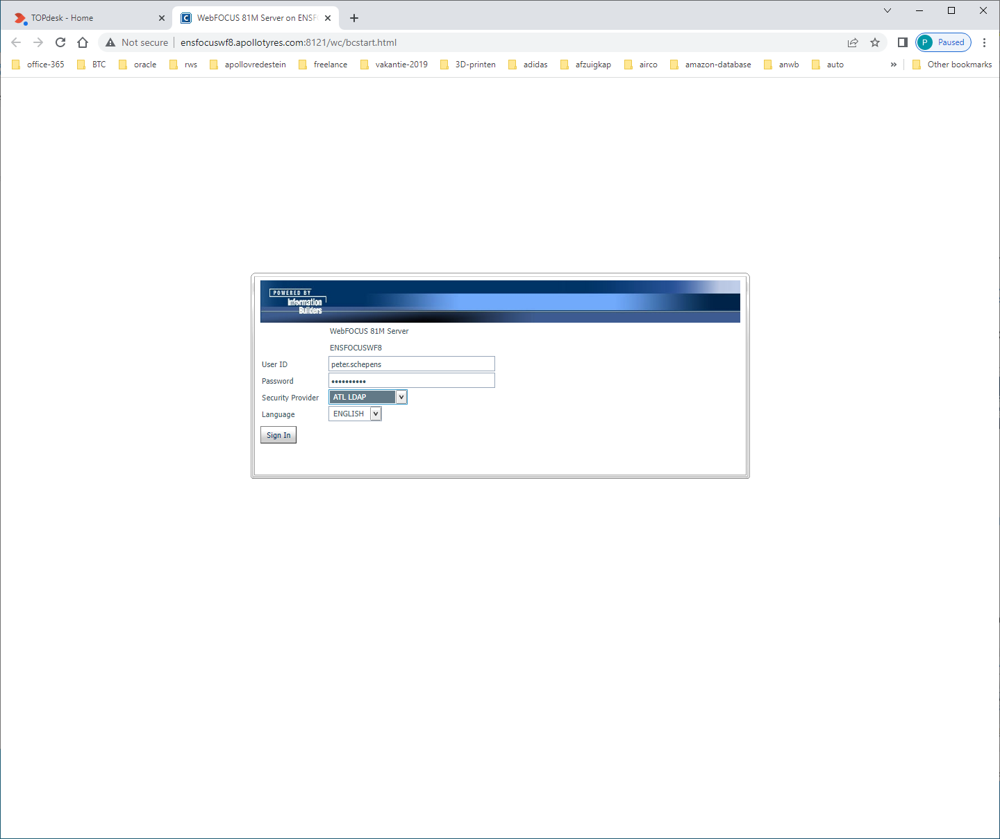 TOPdesk - Home
WebFOCUS 81M Server on ENSF
Not secure
ensfocuswf8.apollotyres.com:8121/wc/bcstart.html
P Paused
office-365 BTC oracle rws apollovredestein freelance vakantie-2019 3D-printen adidas afzuigkap airco amazon-database anwb auto » Other bookmarks
POWERED BY
Information
Builders
WebFOCUS 81M Server
ENSFOCUSWF8
User ID peter.schepens
Password ••••••••••
Security Provider ATL LDAP
Language ENGLISH
Sign In